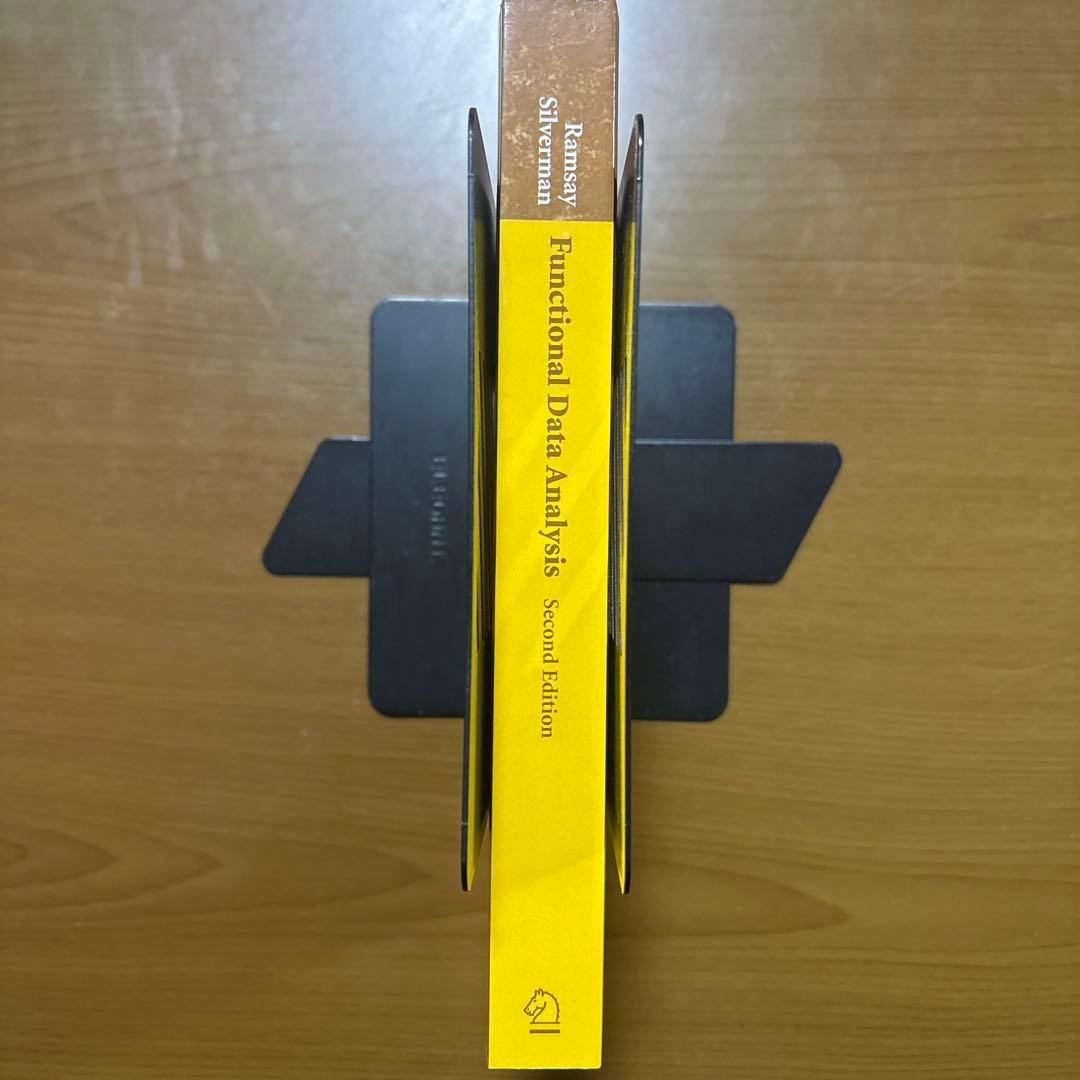 Ramsay
Silverman
Functional Data Analysis Second Edition